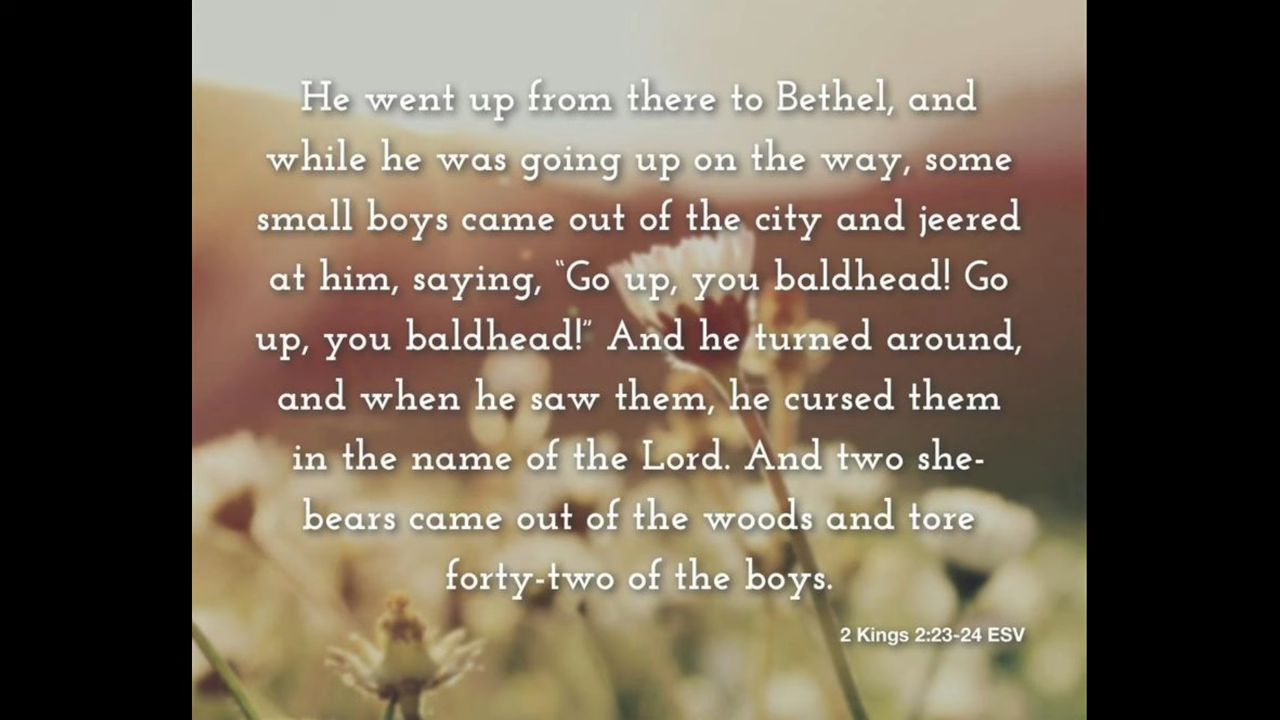 He went up from there to Bethel, and
while he was going up on the way, some
small boys came out of the city and jeered
at him, saying, “Go up, you baldhead! Go
up, you baldhead!” And he turned around,
and when he saw them, he cursed them
in the name of the Lord. And two she-
bears came out of the woods and tore
forty-two of the boys.
2 Kings 2:23-24 ESV